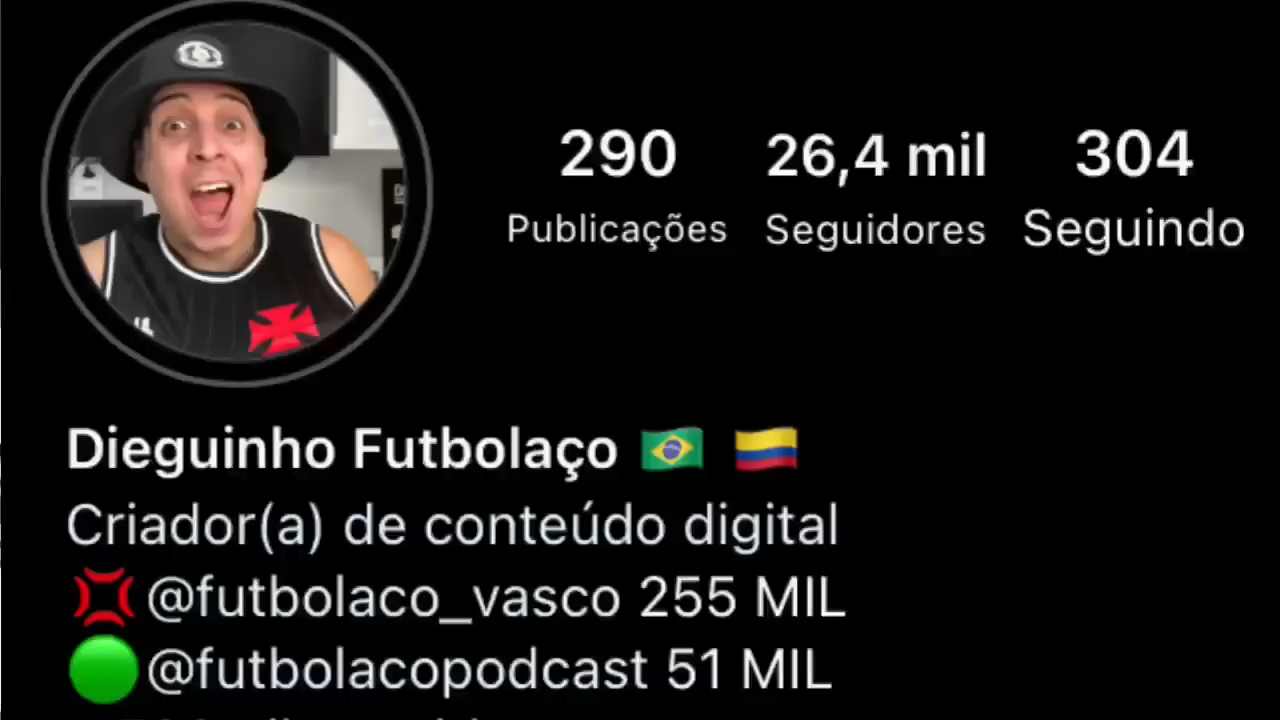 290 26,4 mil 304
Publicações Seguidores Seguindo
Dieguinho Futbolaço 🇧🇷 🇨🇴
Criador(a) de conteúdo digital
💢@futbolaco_vasco 255 MIL
🟢@futbolacopodcast 51 MIL